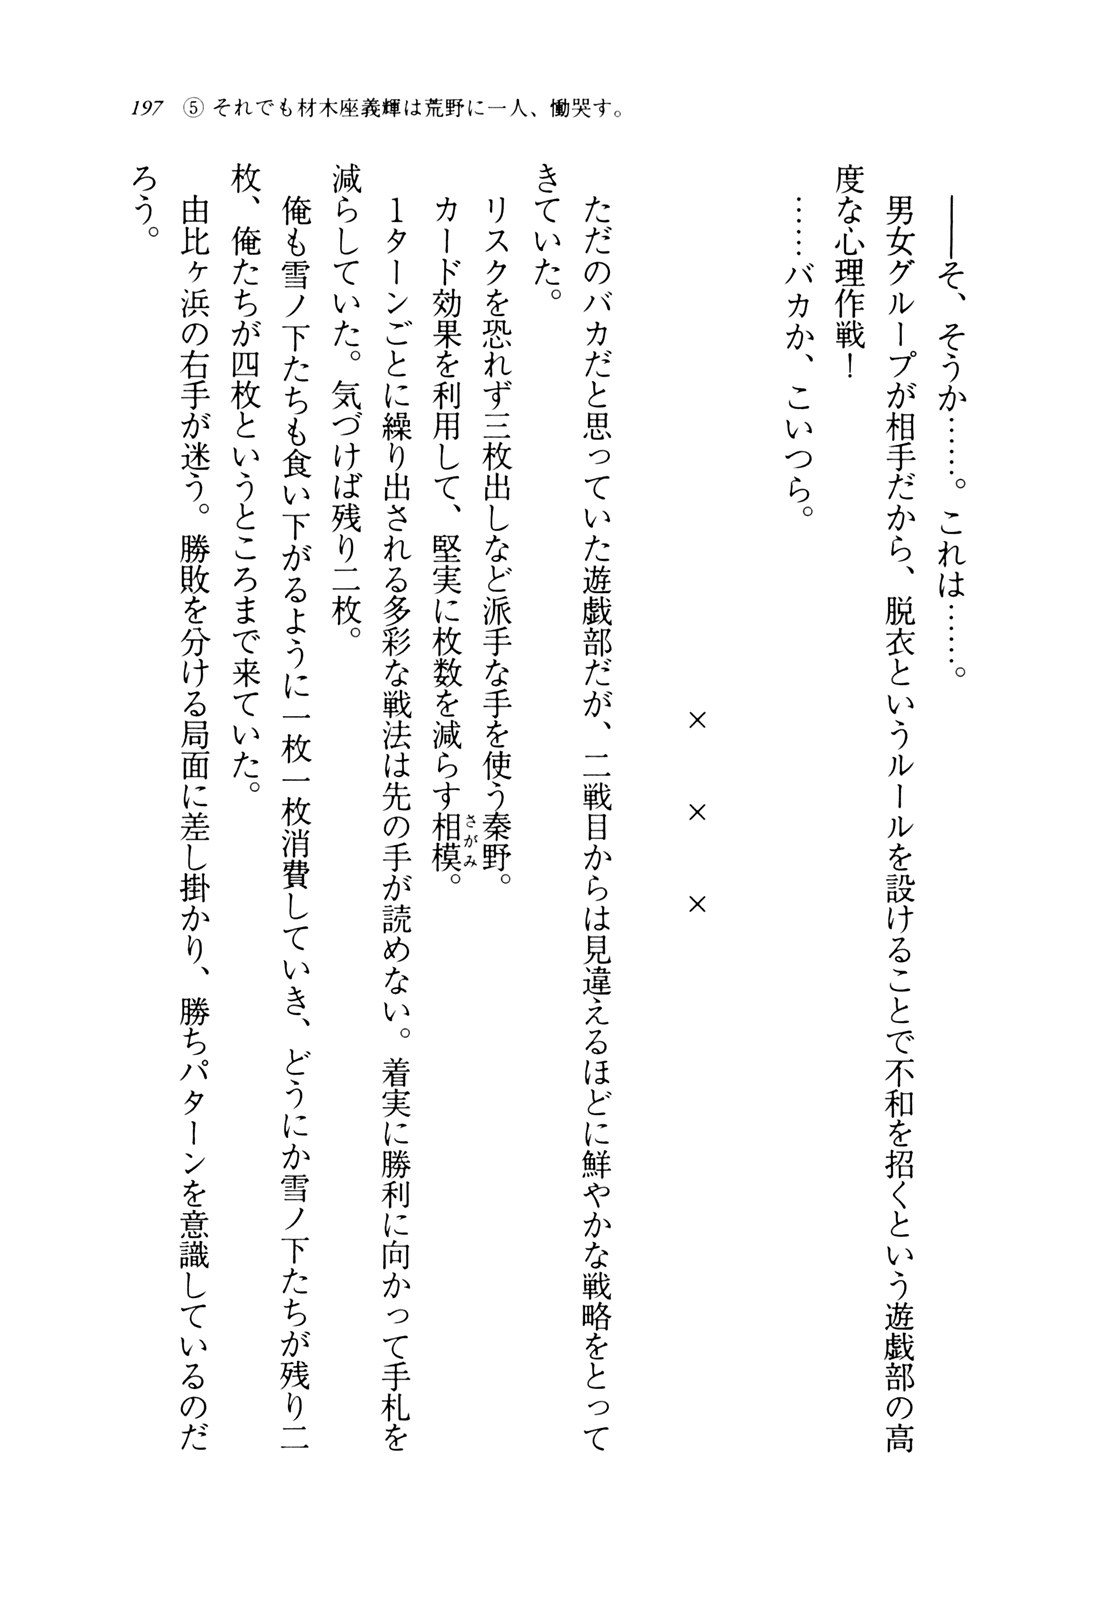 197 ⑤ それでも材木座義輝は荒野に一人、慟哭す。
――そ、そうか……。これは……。
男女グループが相手だから、脱衣というルールを設けることで不和を招くという遊戯部の高
度な心理作戦！
……バカか、こいつら。
× × ×
ただのバカだと思っていた遊戯部だが、二戦目からは見違えるほどに鮮やかな戦略をとって
きていた。
リスクを恐れず三枚出しなど派手な手を使う秦野。
カード効果を利用して、堅実に枚数を減らす相模。
さがみ
1ターンごとに繰り出される多彩な戦法は先の手が読めない。着実に勝利に向かって手札を
減らしていた。気づけば残り二枚。
俺も雪ノ下たちも食い下がるように一枚一枚消費していき、どうにか雪ノ下たちが残り二
枚、俺たちが四枚というところまで来ていた。
由比ヶ浜の右手が迷う。勝敗を分ける局面に差し掛かり、勝ちパターンを意識しているのだ
ろう。